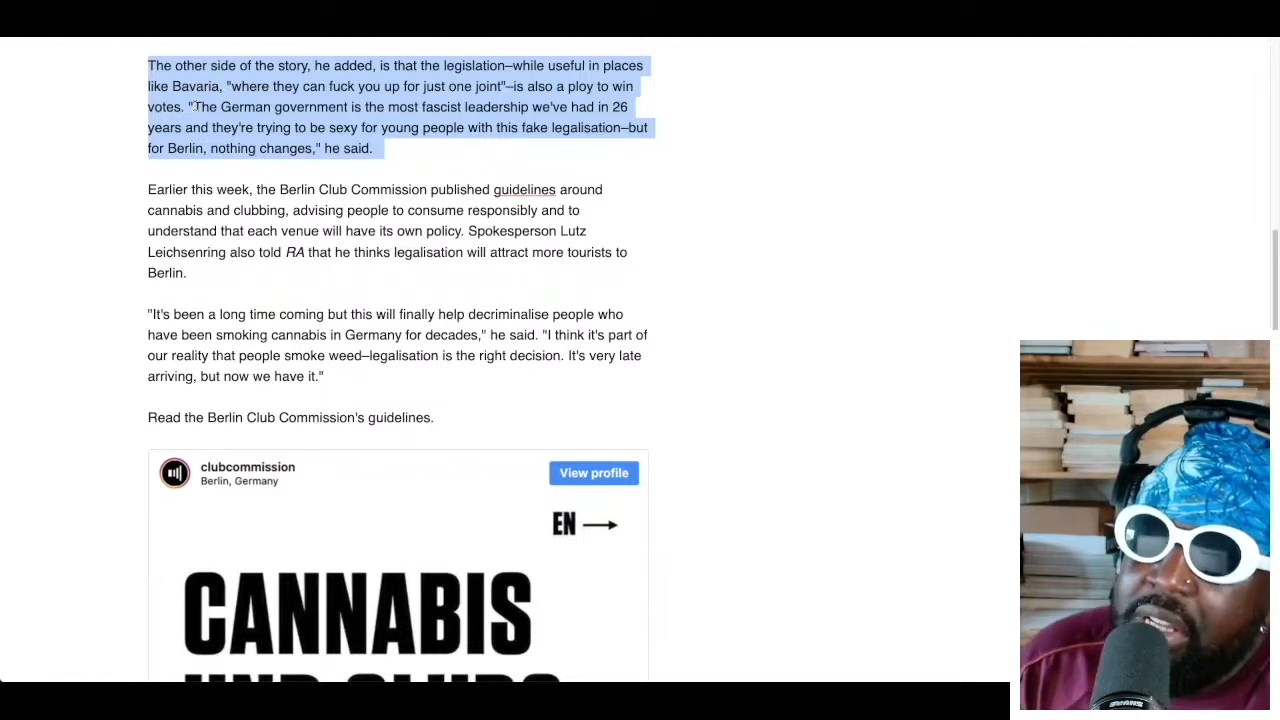 The other side of the story, he added, is that the legislation–while useful in places
like Bavaria, "where they can fuck you up for just one joint"–is also a ploy to win
votes. "The German government is the most fascist leadership we've had in 26
years and they're trying to be sexy for young people with this fake legalisation–but
for Berlin, nothing changes," he said.
Earlier this week, the Berlin Club Commission published guidelines around
cannabis and clubbing, advising people to consume responsibly and to
understand that each venue will have its own policy. Spokesperson Lutz
Leichsenring also told RA that he thinks legalisation will attract more tourists to
Berlin.
"It's been a long time coming but this will finally help decriminalise people who
have been smoking cannabis in Germany for decades," he said. "I think it's part of
our reality that people smoke weed–legalisation is the right decision. It's very late
arriving, but now we have it."
Read the Berlin Club Commission's guidelines.
clubcommission
Berlin, Germany
View profile
EN
CANNABIS